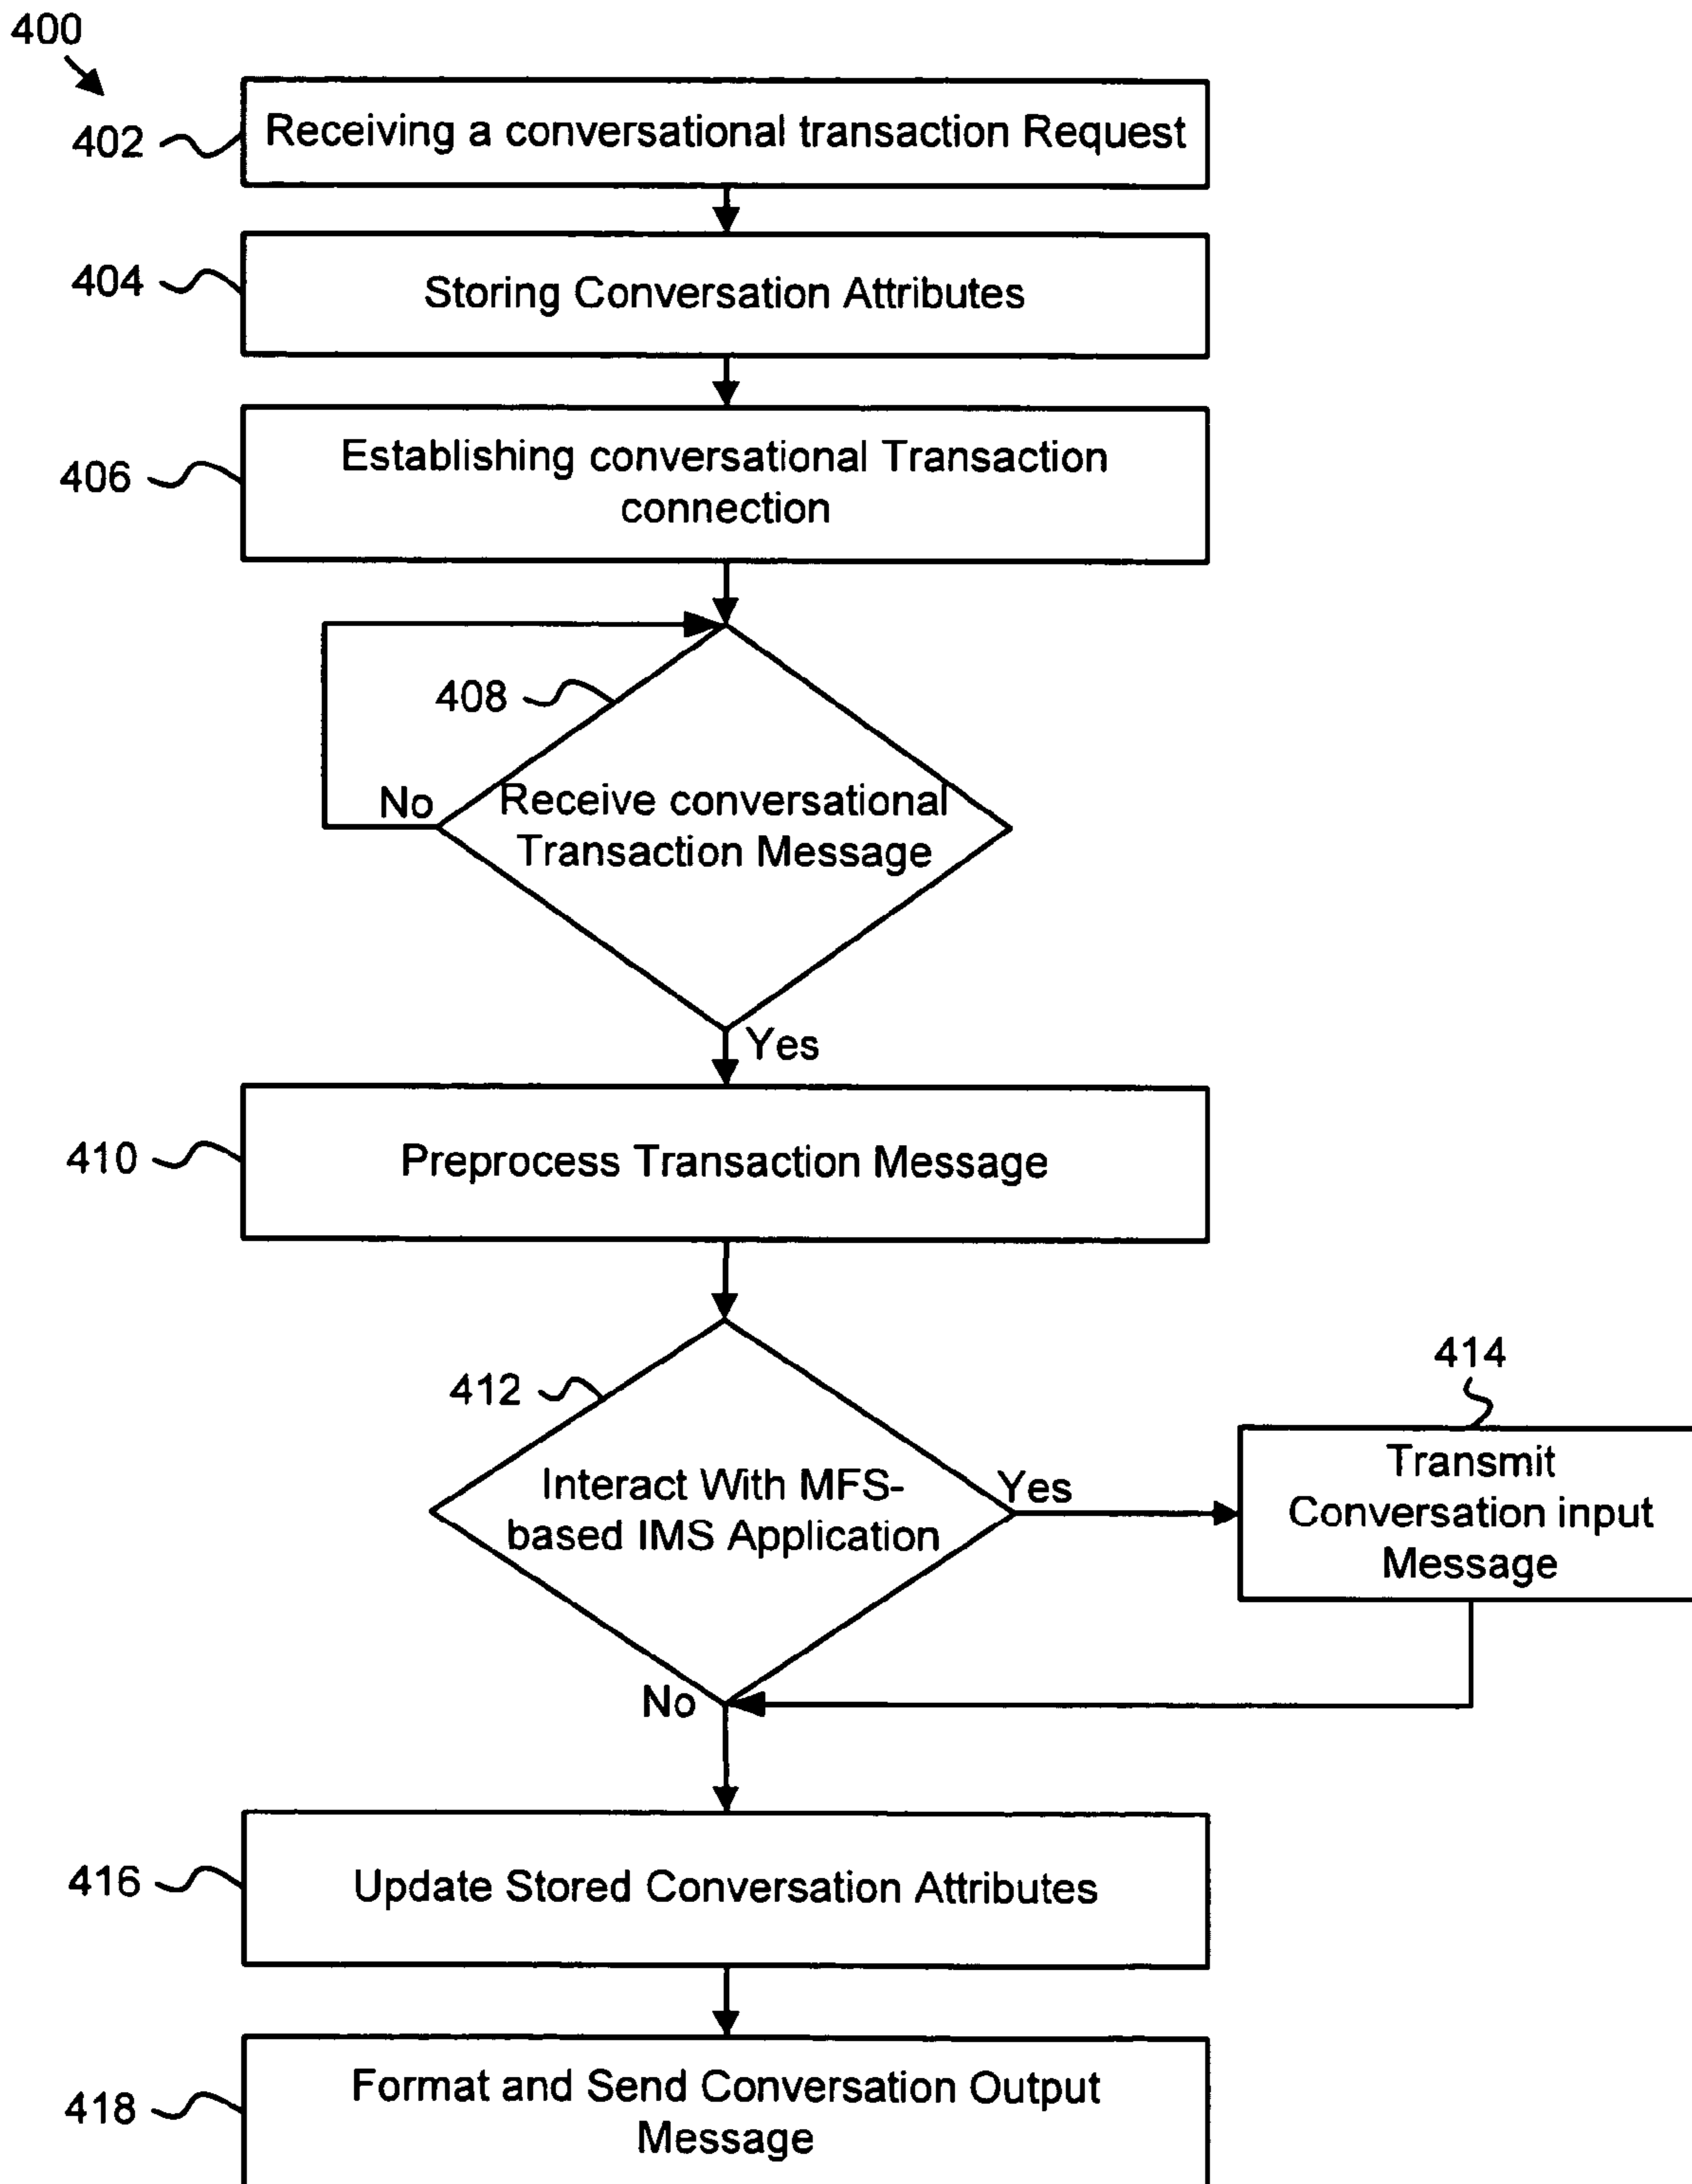 400
402
Receiving a conversational transaction Request
404
Storing Conversation Attributes
406
Establishing conversational Transaction
connection
408
No
Receive conversational
Transaction Message
Yes
410
Preprocess Transaction Message
412
Interact With MFS-
based IMS Application
Yes
414
Transmit
Conversation input
Message
No
416
Update Stored Conversation Attributes
418
Format and Send Conversation Output
Message